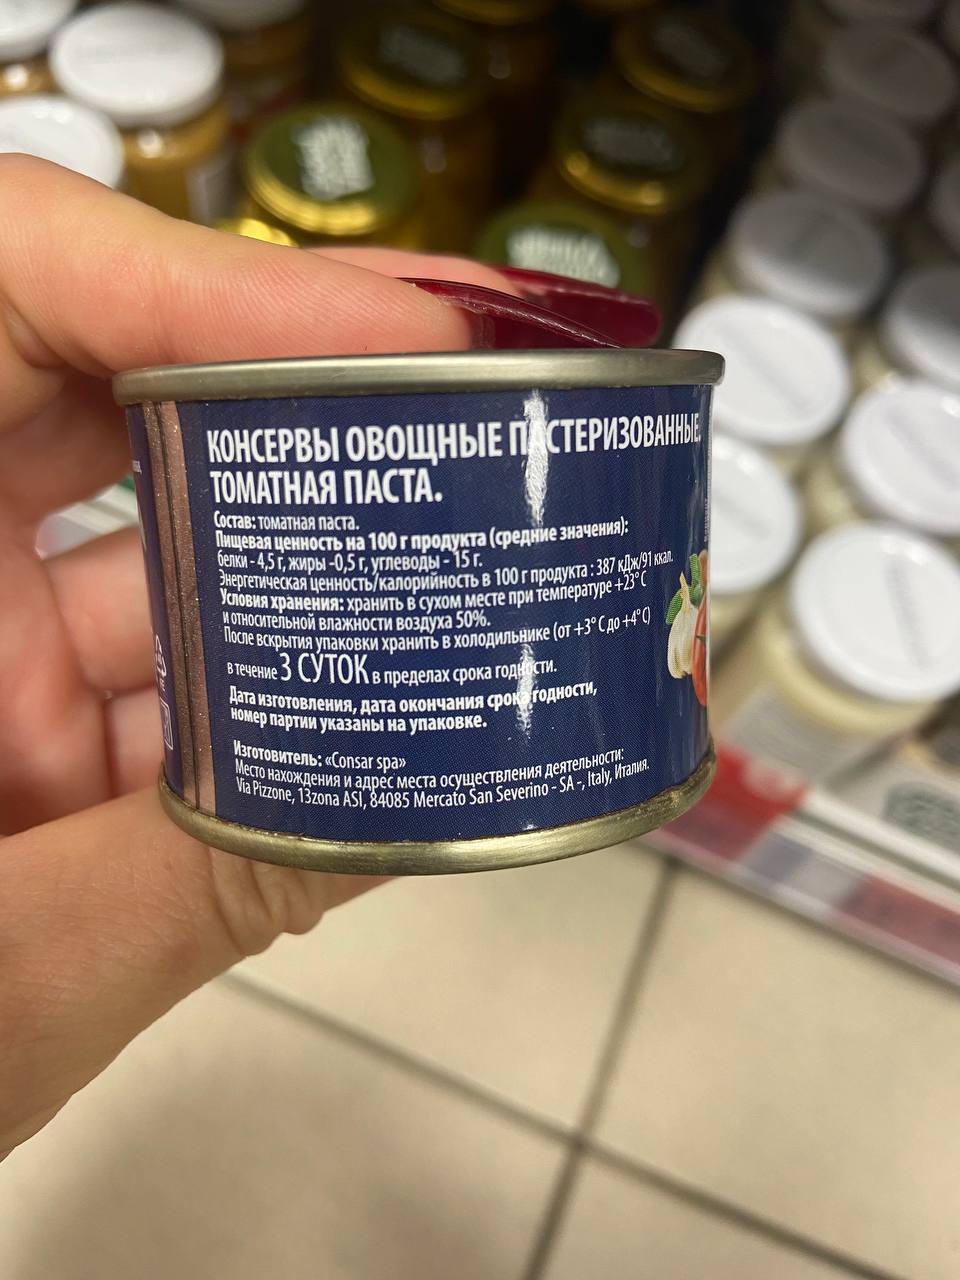 КОНСЕРВЫ ОВОЩНЫЕ ПАСТЕРИЗОВАННЫЕ.
ТОМАТНАЯ ПАСТА.
Состав: томатная паста.
Пищевая ценность на 100 г продукта (средние значения):
белки - 4,5 г, жиры -0,5 г, углеводы - 15 г.
Энергетическая ценность/калорийность в 100 г продукта : 387 кДж/91 ккал.
Условия хранения: хранить в сухом месте при температуре +23° С
и относительной влажности воздуха 50%.
После вскрытия упаковки хранить в холодильнике (от +3° С до +4° С)
в течение 3 СУТОК в пределах срока годности.
Дата изготовления, дата окончания срока годности,
номер партии указаны на упаковке.
Изготовитель: «Consar spa»
Место нахождения и адрес места осуществления деятельности:
Via Pizzone, 13zona ASI, 84085 Mercato San Severino - SA -, Italy, Италия.